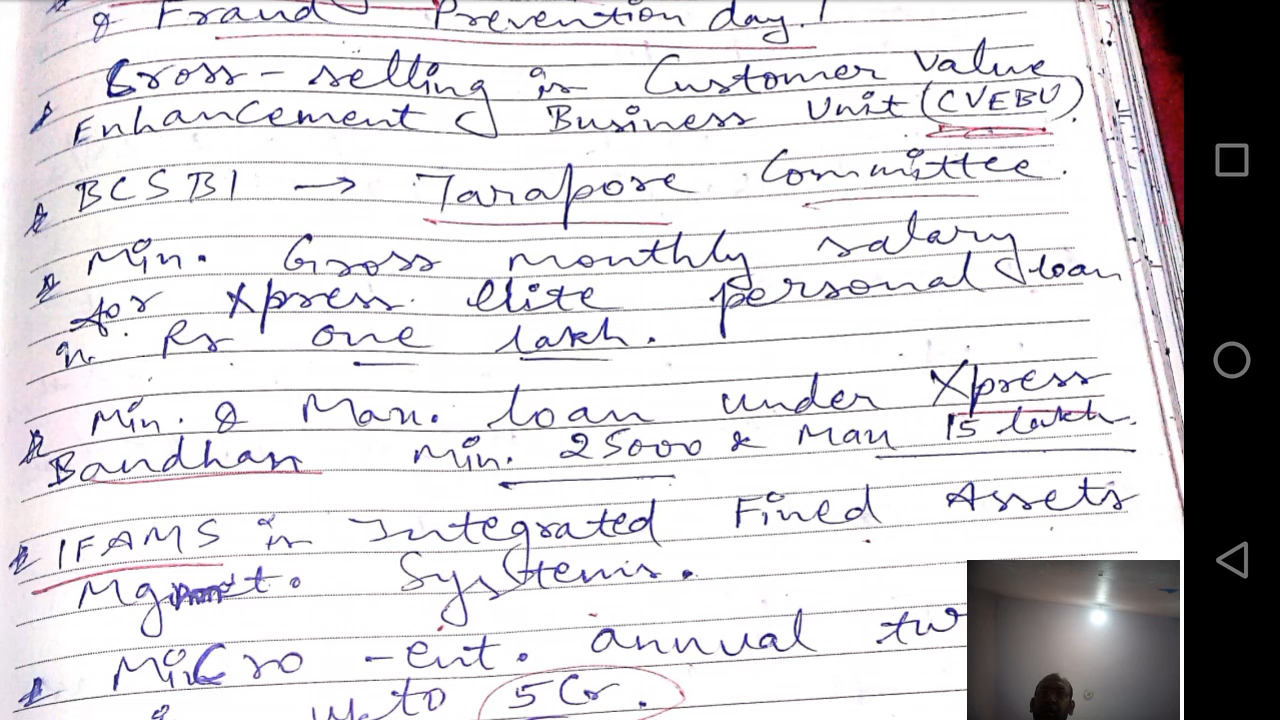 & Fraud Prevention day.
Cross-selling is Customer Value
Enhancement Business Unit (CVEBU).
BCSBI → Tarapore Committee.
Min. Gross monthly salary
for Xpress elite personal loan
is Rs one lakh.
Min. & Max. loan under Xpress
Bandhan Min. 25000 & Max 15 lakh.
IFAMS is Integrated Fixed Assets
Mgmt. Systems.
Micro-ent. annual
is upto 5Cr.